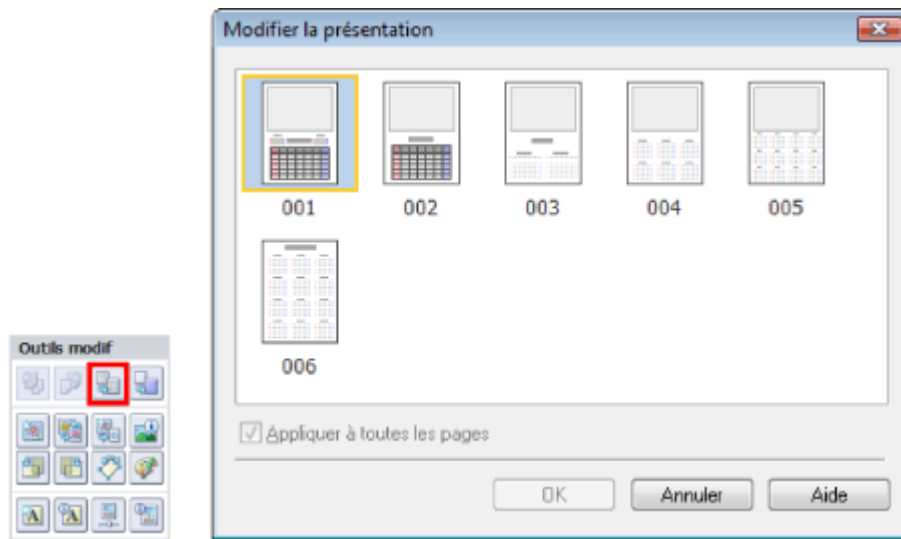 Modifier la présentation
001
002
003
004
005
006
Outils modif
Appliquer à toutes les pages
OK
Annuler
Aide